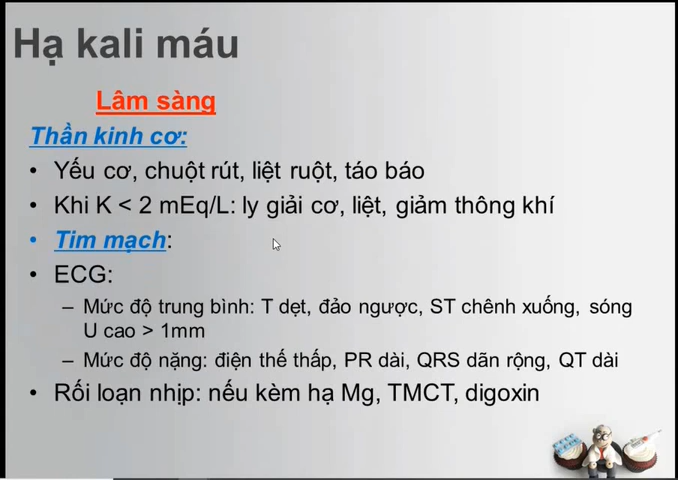 Hạ kali máu
Lâm sàng
Thần kinh cơ:
• Yếu cơ, chuột rút, liệt ruột, táo báo
• Khi K < 2 mEq/L: ly giải cơ, liệt, giảm thông khí
• Tim mạch:
• ECG:
– Mức độ trung bình: T dẹt, đảo ngược, ST chênh xuống, sóng
U cao > 1mm
– Mức độ nặng: điện thế thấp, PR dài, QRS dãn rộng, QT dài
• Rối loạn nhịp: nếu kèm hạ Mg, TMCT, digoxin